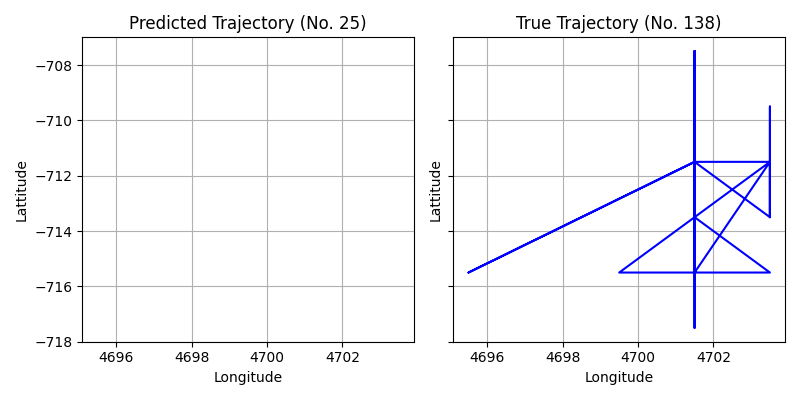 Predicted Trajectory (No. 25)
True Trajectory (No. 138)
Lattitude
−708
−710
−712
−714
−716
−718
4696
4698
4700
4702
Longitude
Lattitude
4696
4698
4700
4702
Longitude